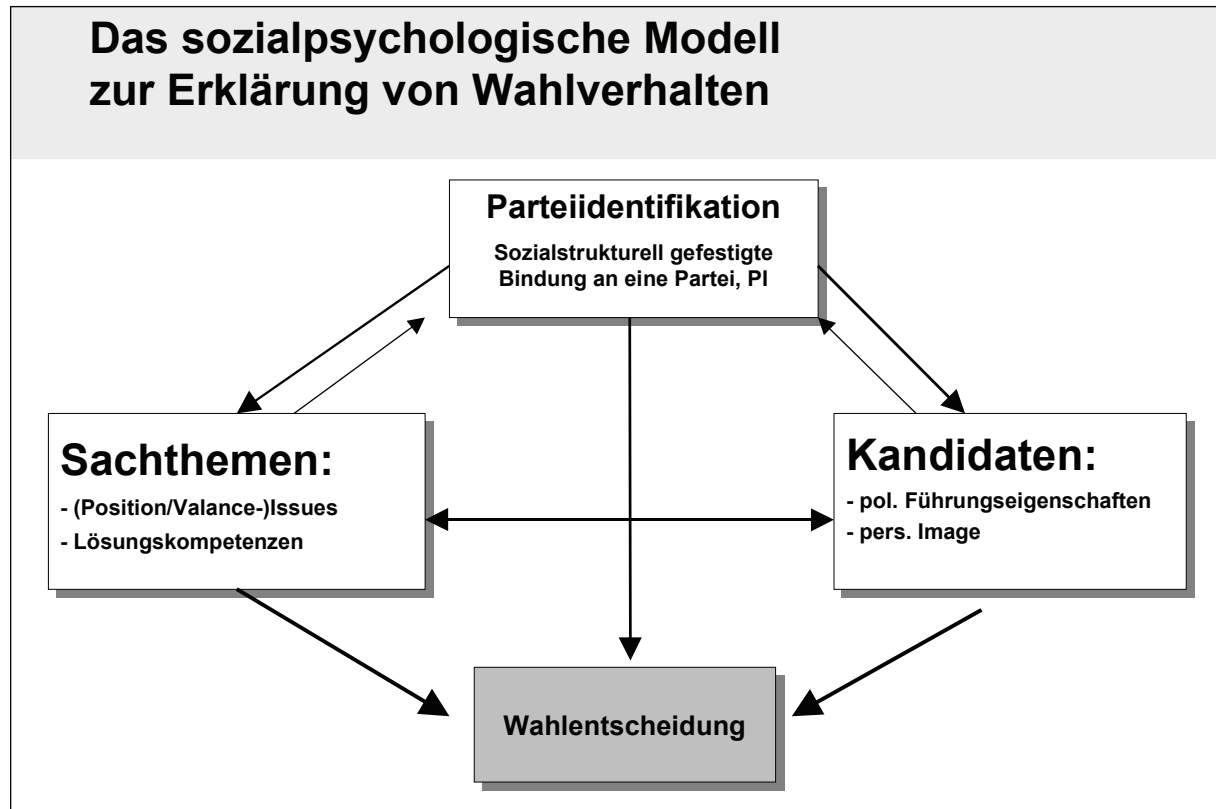 Das sozialpsychologische Modell
zur Erklärung von Wahlverhalten
Parteiidentifikation
Sozialstrukturell gefestigte
Bindung an eine Partei, PI
Sachthemen:
- (Position/Valance-)Issues
- Lösungskompetenzen
Kandidaten:
- pol. Führungseigenschaften
- pers. Image
Wahlentscheidung